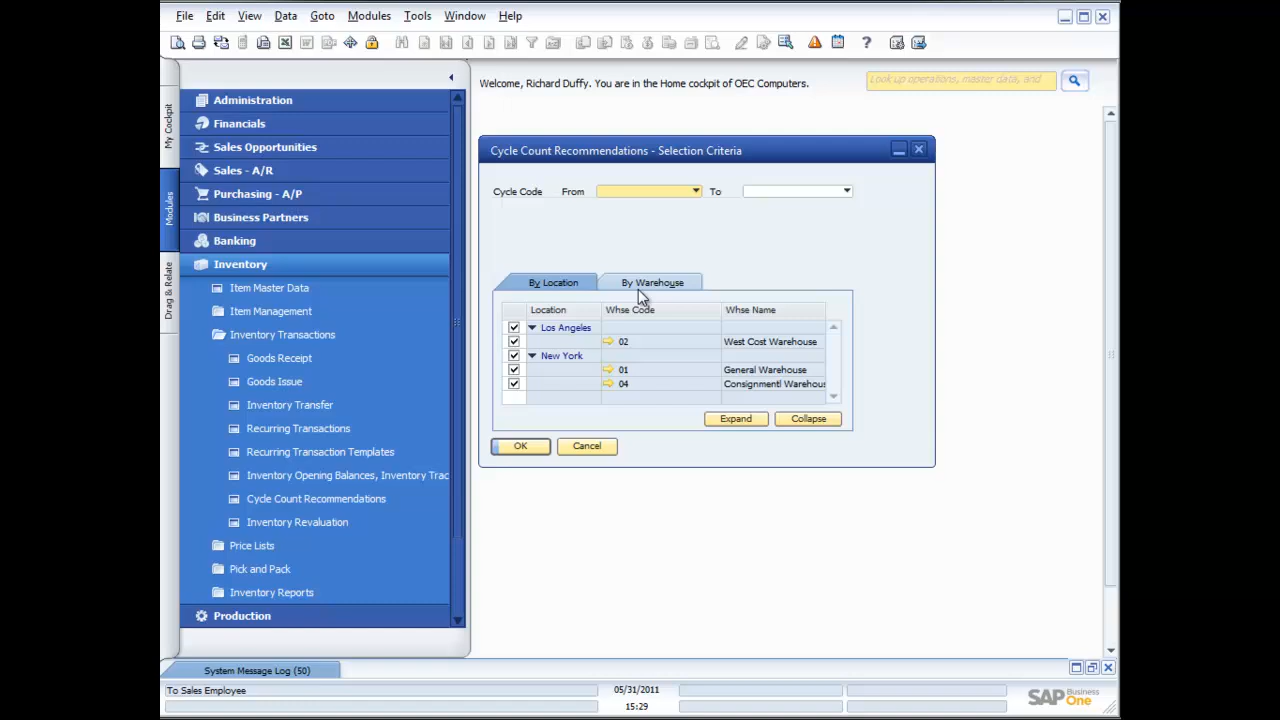 File Edit View Data Goto Modules Tools Window Help
Welcome, Richard Duffy. You are in the Home cockpit of OEC Computers.
Look up operations, master data, and
My Cockpit
Modules
Drag & Relate
Administration
Financials
Sales Opportunities
Sales - A/R
Purchasing - A/P
Business Partners
Banking
Inventory
Item Master Data
Item Management
Inventory Transactions
Goods Receipt
Goods Issue
Inventory Transfer
Recurring Transactions
Recurring Transaction Templates
Inventory Opening Balances, Inventory Trac
Cycle Count Recommendations
Inventory Revaluation
Price Lists
Pick and Pack
Inventory Reports
Production
Cycle Count Recommendations - Selection Criteria
Cycle Code From To
By Location By Warehouse
Location Whse Code Whse Name
Los Angeles
02 West Cost Warehouse
New York
01 General Warehouse
04 Consignmentl Warehous
Expand Collapse
OK Cancel
System Message Log (50)
To Sales Employee 05/31/2011
15:29
SAP Business One